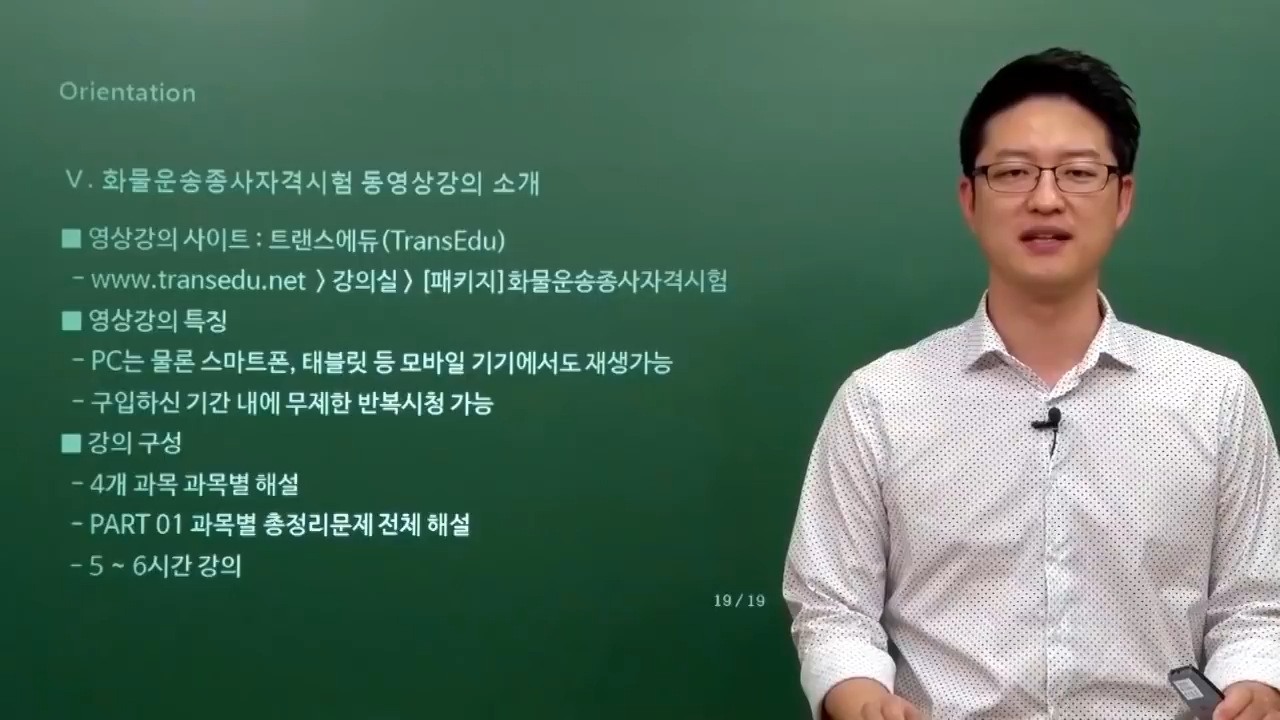 Orientation
Ⅴ. 화물운송종사자격시험 동영상강의 소개
■ 영상강의 사이트 : 트랜스에듀(TransEdu)
- www.transedu.net > 강의실 > [패키지]화물운송종사자격시험
■ 영상강의 특징
- PC는 물론 스마트폰, 태블릿 등 모바일 기기에서도 재생가능
- 구입하신 기간 내에 무제한 반복시청 가능
■ 강의 구성
- 4개 과목 과목별 해설
- PART 01 과목별 총정리문제 전체 해설
- 5 ~ 6시간 강의
19 / 19